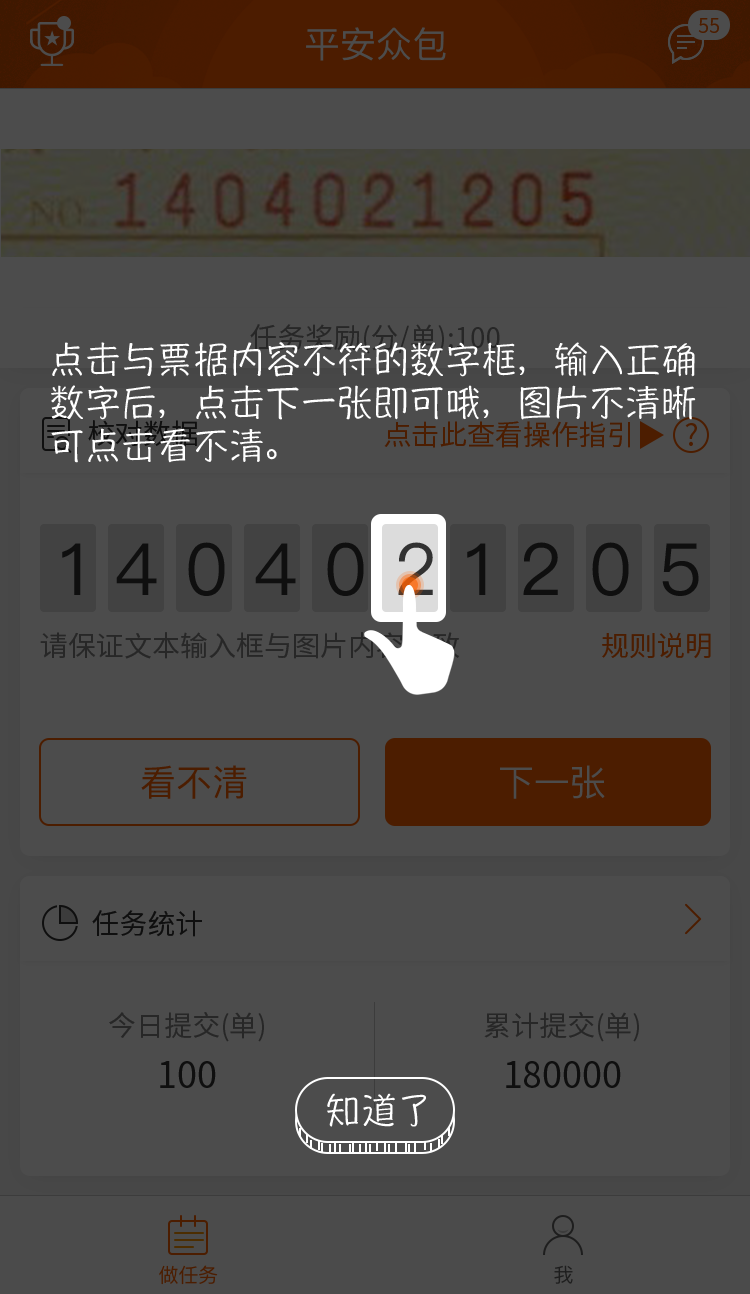 平安众包
55
NO. 1404021205
任务奖励(分/单):100
点击与票据内容不符的数字框，输入正确
数字后，点击下一张即可哦，图片不清晰
可点击看不清。
校对数据
点击此查看操作指引
1 4 0 4 0 2 1 2 0 5
请保证文本输入框与图片内容一致
规则说明
看不清
下一张
任务统计
今日提交(单)
累计提交(单)
100
180000
知道了
做任务
我